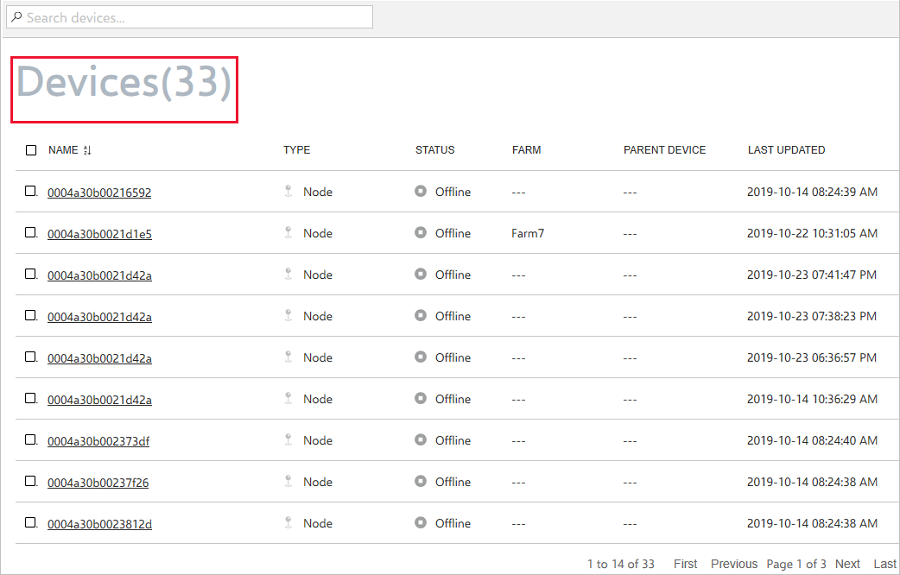 Search devices...
Devices(33)
NAME TYPE STATUS FARM PARENT DEVICE LAST UPDATED
0004a30b00216592 Node Offline --- --- 2019-10-14 08:24:39 AM
0004a30b0021d1e5 Node Offline Farm7 --- 2019-10-22 10:31:05 AM
0004a30b0021d42a Node Offline --- --- 2019-10-23 07:41:47 PM
0004a30b0021d42a Node Offline --- --- 2019-10-23 07:38:23 PM
0004a30b0021d42a Node Offline --- --- 2019-10-23 06:36:57 PM
0004a30b0021d42a Node Offline --- --- 2019-10-14 10:36:29 AM
0004a30b002373df Node Offline --- --- 2019-10-14 08:24:40 AM
0004a30b00237f26 Node Offline --- --- 2019-10-14 08:24:38 AM
0004a30b0023812d Node Offline --- --- 2019-10-14 08:24:38 AM
1 to 14 of 33 First Previous Page 1 of 3 Next Last